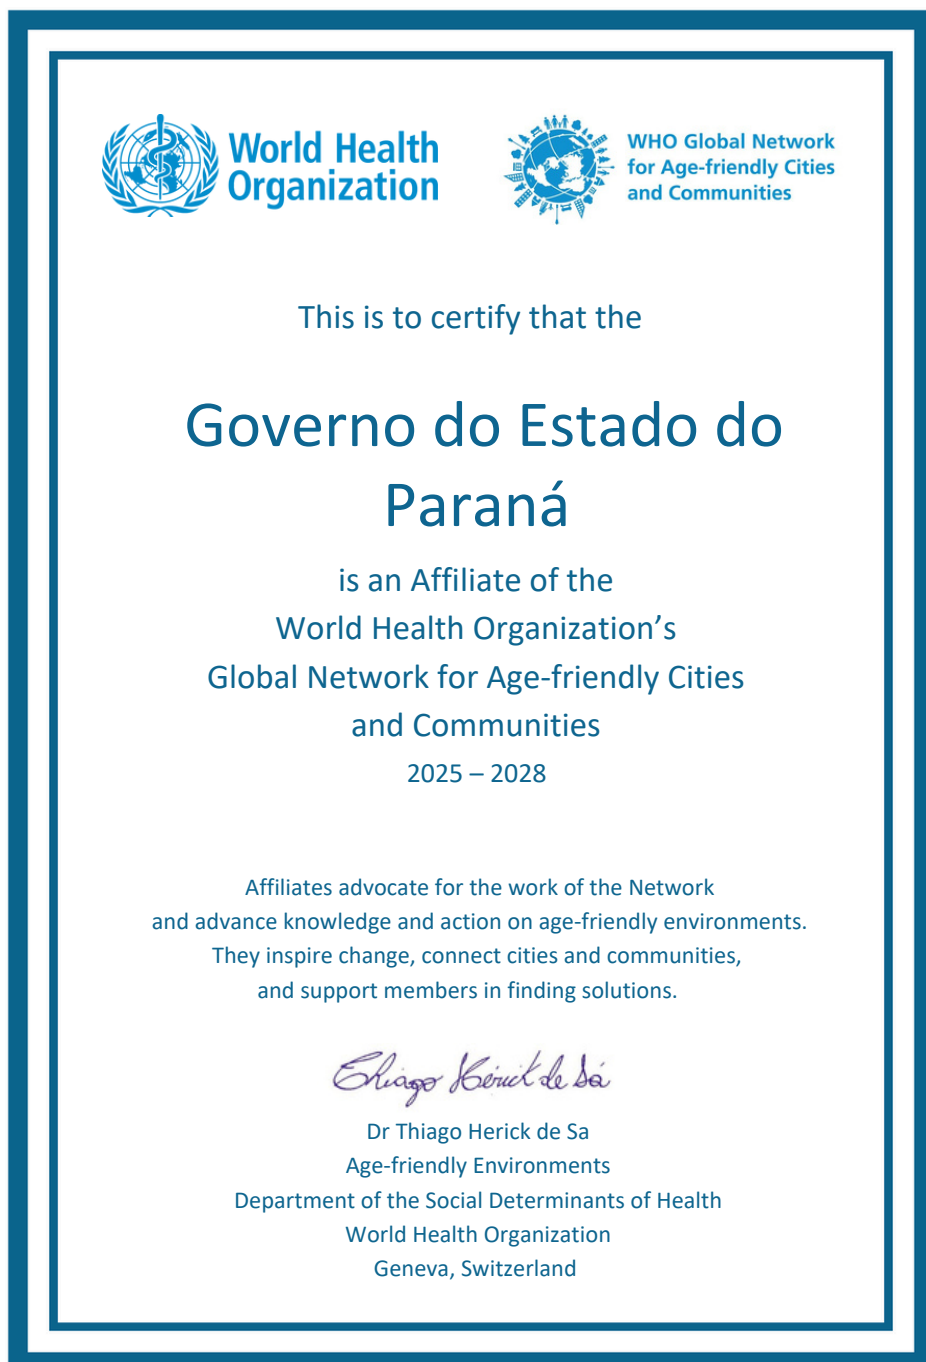 World Health
Organization
WHO Global Network
for Age-friendly Cities
and Communities
This is to certify that the
Governo do Estado do
Paraná
is an Affiliate of the
World Health Organization’s
Global Network for Age-friendly Cities
and Communities
2025 – 2028
Affiliates advocate for the work of the Network
and advance knowledge and action on age-friendly environments.
They inspire change, connect cities and communities,
and support members in finding solutions.
Thiago Hérick de Sá
Dr Thiago Herick de Sa
Age-friendly Environments
Department of the Social Determinants of Health
World Health Organization
Geneva, Switzerland